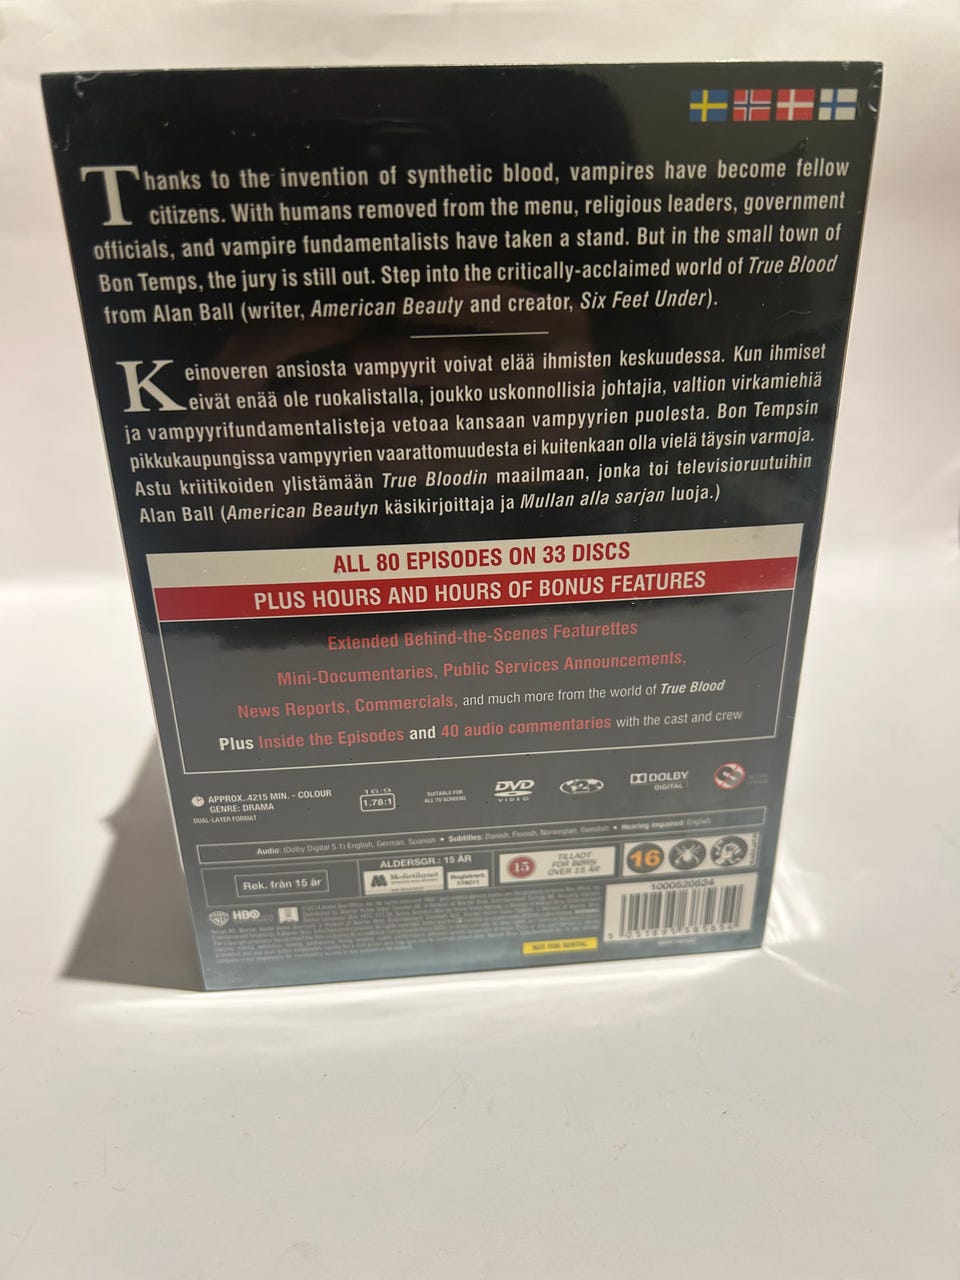 Thanks to the invention of synthetic blood, vampires have become fellow
citizens. With humans removed from the menu, religious leaders, government
officials, and vampire fundamentalists have taken a stand. But in the small town of
Bon Temps, the jury is still out. Step into the critically-acclaimed world of True Blood
from Alan Ball (writer, American Beauty and creator, Six Feet Under).
Keinoveren ansiosta vampyyrit voivat elää ihmisten keskuudessa. Kun ihmiset
eivät enää ole ruokalistalla, joukko uskonnollisia johtajia, valtion virkamiehiä
ja vampyyrifundamentalisteja vetoaa kansaan vampyyrien puolesta. Bon Tempsin
pikkukaupungissa vampyyrien vaarattomuudesta ei kuitenkaan olla vielä täysin varmoja.
Astu kriitikoiden ylistämään True Bloodin maailmaan, jonka toi televisioruutuihin
Alan Ball (American Beautyn käsikirjoittaja ja Mullan alla sarjan luoja.)
ALL 80 EPISODES ON 33 DISCS
PLUS HOURS AND HOURS OF BONUS FEATURES
Extended Behind-the-Scenes Featurettes
Mini-Documentaries, Public Services Announcements,
News Reports, Commercials, and much more from the world of True Blood
Plus Inside the Episodes and 40 audio commentaries with the cast and crew
APPROX. 4215 MIN. - COLOUR
GENRE: DRAMA
DUAL-LAYER FORMAT
16:9
1.78:1
SUITABLE FOR
ALL TV SCREENS
DVD
VIDEO
2
DOLBY
DIGITAL
Audio: (Dolby Digital 5.1) English, German, Spanish • Subtitles: Danish, Finnish, Norwegian, Swedish • Hearing impaired: English
Rek. från 15 år
ALDERSGR.: 15 ÅR
Medietilsynet
15
TILLADT
FOR BØRN
OVER 15 ÅR
16
HBO
NOT FOR RENTAL
1000520524